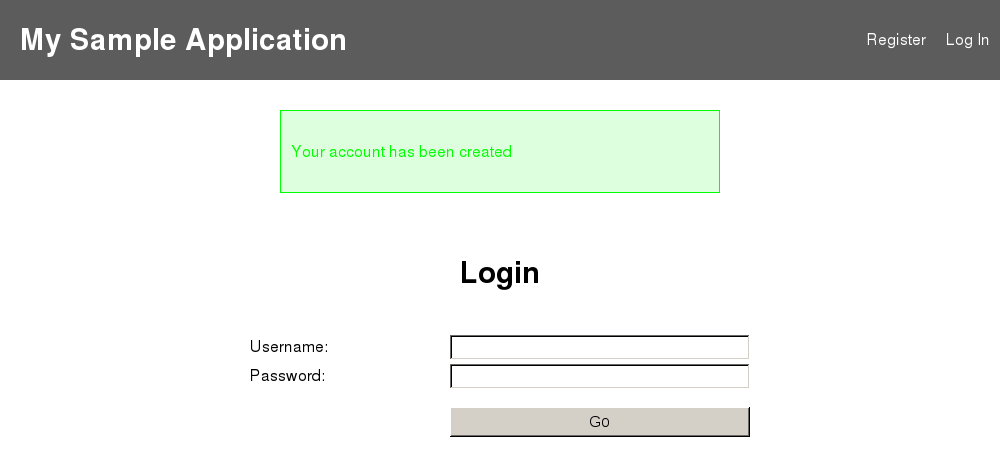 My Sample Application
Register Log In
Your account has been created
Login
Username:
Password:
Go